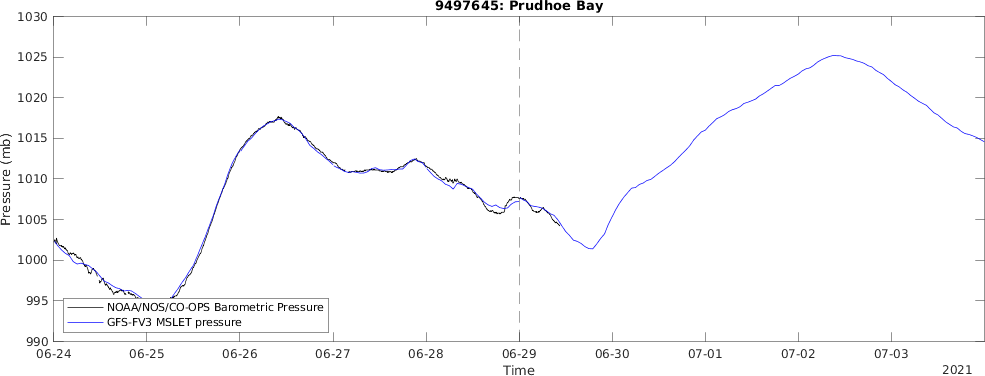 9497645: Prudhoe Bay
1030
1025
1020
1015
1010
1005
1000
995
990
Pressure (mb)
NOAA/NOS/CO-OPS Barometric Pressure
GFS-FV3 MSLET pressure
06-24 06-25 06-26 06-27 06-28 06-29 06-30 07-01 07-02 07-03
Time
2021